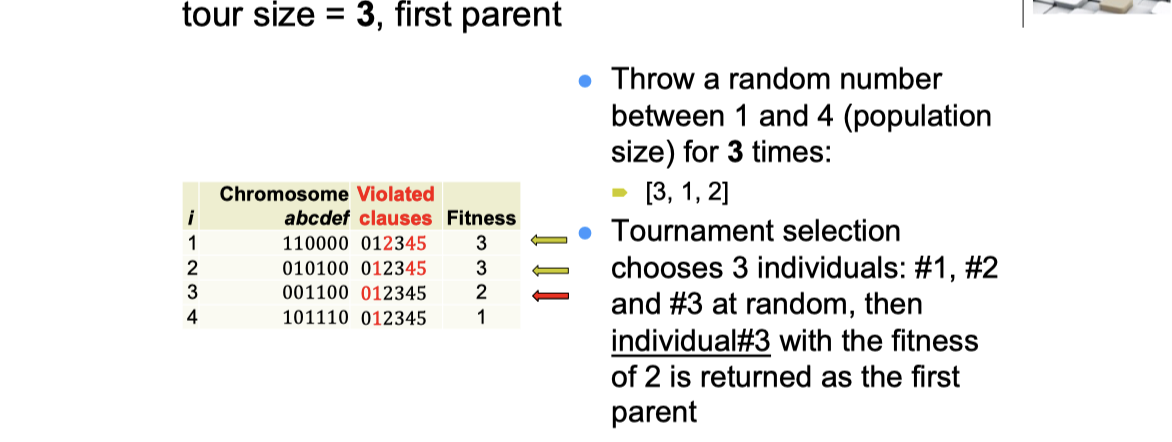 tour size = 3, first parent
Throw a random number
between 1 and 4 (population
size) for 3 times:
[3, 1, 2]
Tournament selection
chooses 3 individuals: #1, #2
and #3 at random, then
individual#3 with the fitness
of 2 is returned as the first
parent
Chromosome Violated
i abcdef clauses Fitness
1 110000 012345 3
2 010100 012345 3
3 001100 012345 2
4 101110 012345 1